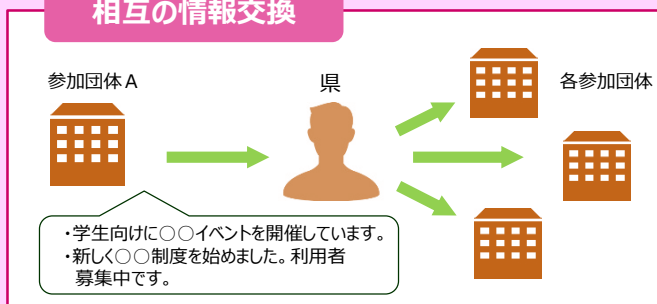 相互の情報交換
参加団体A
県
各参加団体
・学生向けに○○イベントを開催しています。
・新しく○○制度を始めました。利用者
募集中です。